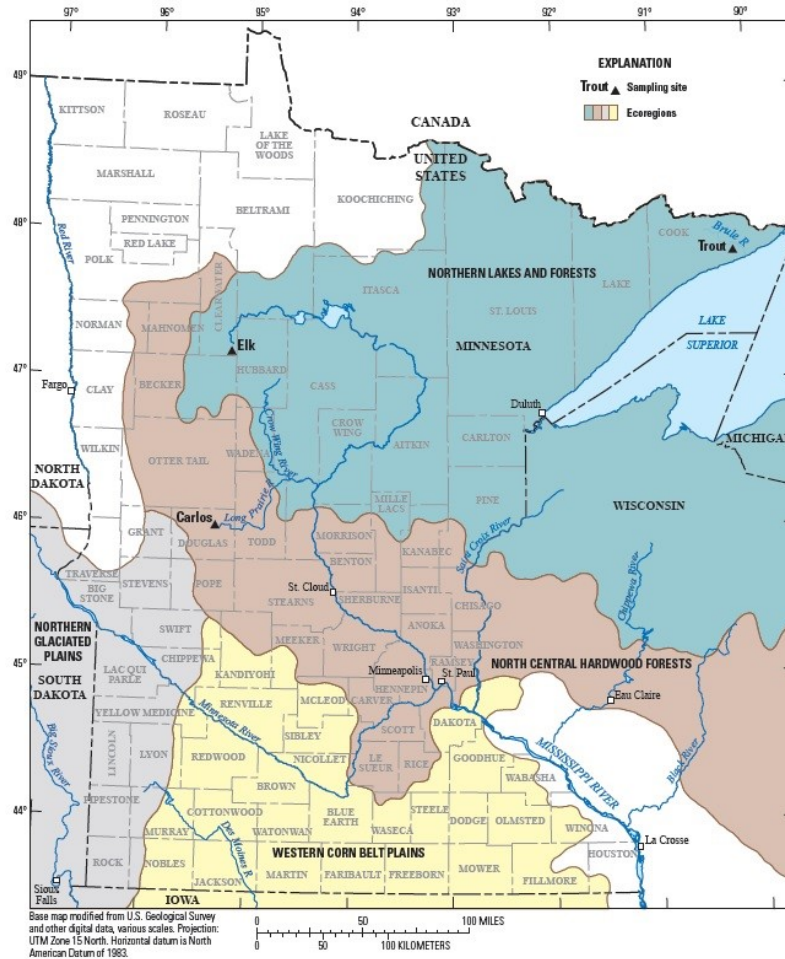 97° 96° 95° 94° 93° 92° 91° 90°
49°
48°
47°
46°
45°
44°
EXPLANATION
Trout Sampling site
Ecoregions
CANADA
UNITED
STATES
KITTSON
ROSEAU
LAKE
OF THE
WOODS
MARSHALL
BELTRAMI
KOOCHICHING
PENNINGTON
RED LAKE
POLK
Red River
COOK
Brule R
Trout
NORTHERN LAKES AND FORESTS
ITASCA
LAKE
ST. LOUIS
CLEARWATER
NORMAN
MAHNOMEN
MINNESOTA
LAKE
SUPERIOR
Elk
HUBBARD
Fargo
CLAY
BECKER
CASS
Duluth
Crow Wing River
CROW
WING
AITKIN
CARLTON
MICHIGAN
WILKIN
OTTER TAIL
WADENA
NORTH
DAKOTA
MILLE
LACS
PINE
WISCONSIN
Carlos
Long Prairie R
Saint Croix River
GRANT
DOUGLAS
TODD
MORRISON
KANABEC
BENTON
Chippewa River
TRAVERSE
BIG
STONE
STEVENS
POPE
St. Cloud
SHERBURNE
ISANTI
STEARNS
CHISAGO
ANOKA
NORTHERN
GLACIATED
PLAINS
SWIFT
MEEKER
WRIGHT
WASHINGTON
RAMSEY
CHIPPEWA
KANDIYOHI
Minneapolis
St. Paul
NORTH CENTRAL HARDWOOD FORESTS
SOUTH
DAKOTA
LAC QUI
PARLE
HENNEPIN
Eau Claire
RENVILLE
MCLEOD
CARVER
YELLOW MEDICINE
Minnesota River
SCOTT
DAKOTA
SIBLEY
Big Sioux River
LINCOLN
LYON
REDWOOD
NICOLLET
LE
SUEUR
RICE
GOODHUE
MISSISSIPPI RIVER
Black River
WABASHA
BROWN
PIPESTONE
COTTONWOOD
MURRAY
WATONWAN
BLUE
EARTH
WASECA
STEELE
DODGE
OLMSTED
WINONA
La Crosse
Des Moines R
WESTERN CORN BELT PLAINS
HOUSTON
ROCK
NOBLES
JACKSON
MARTIN
FARIBAULT
FREEBORN
MOWER
FILLMORE
Sioux
Falls
IOWA
Base map modified from U.S. Geological Survey
and other digital data, various scales. Projection:
UTM Zone 15 North. Horizontal datum is North
American Datum of 1983.
0 50 100 MILES
0 50 100 KILOMETERS